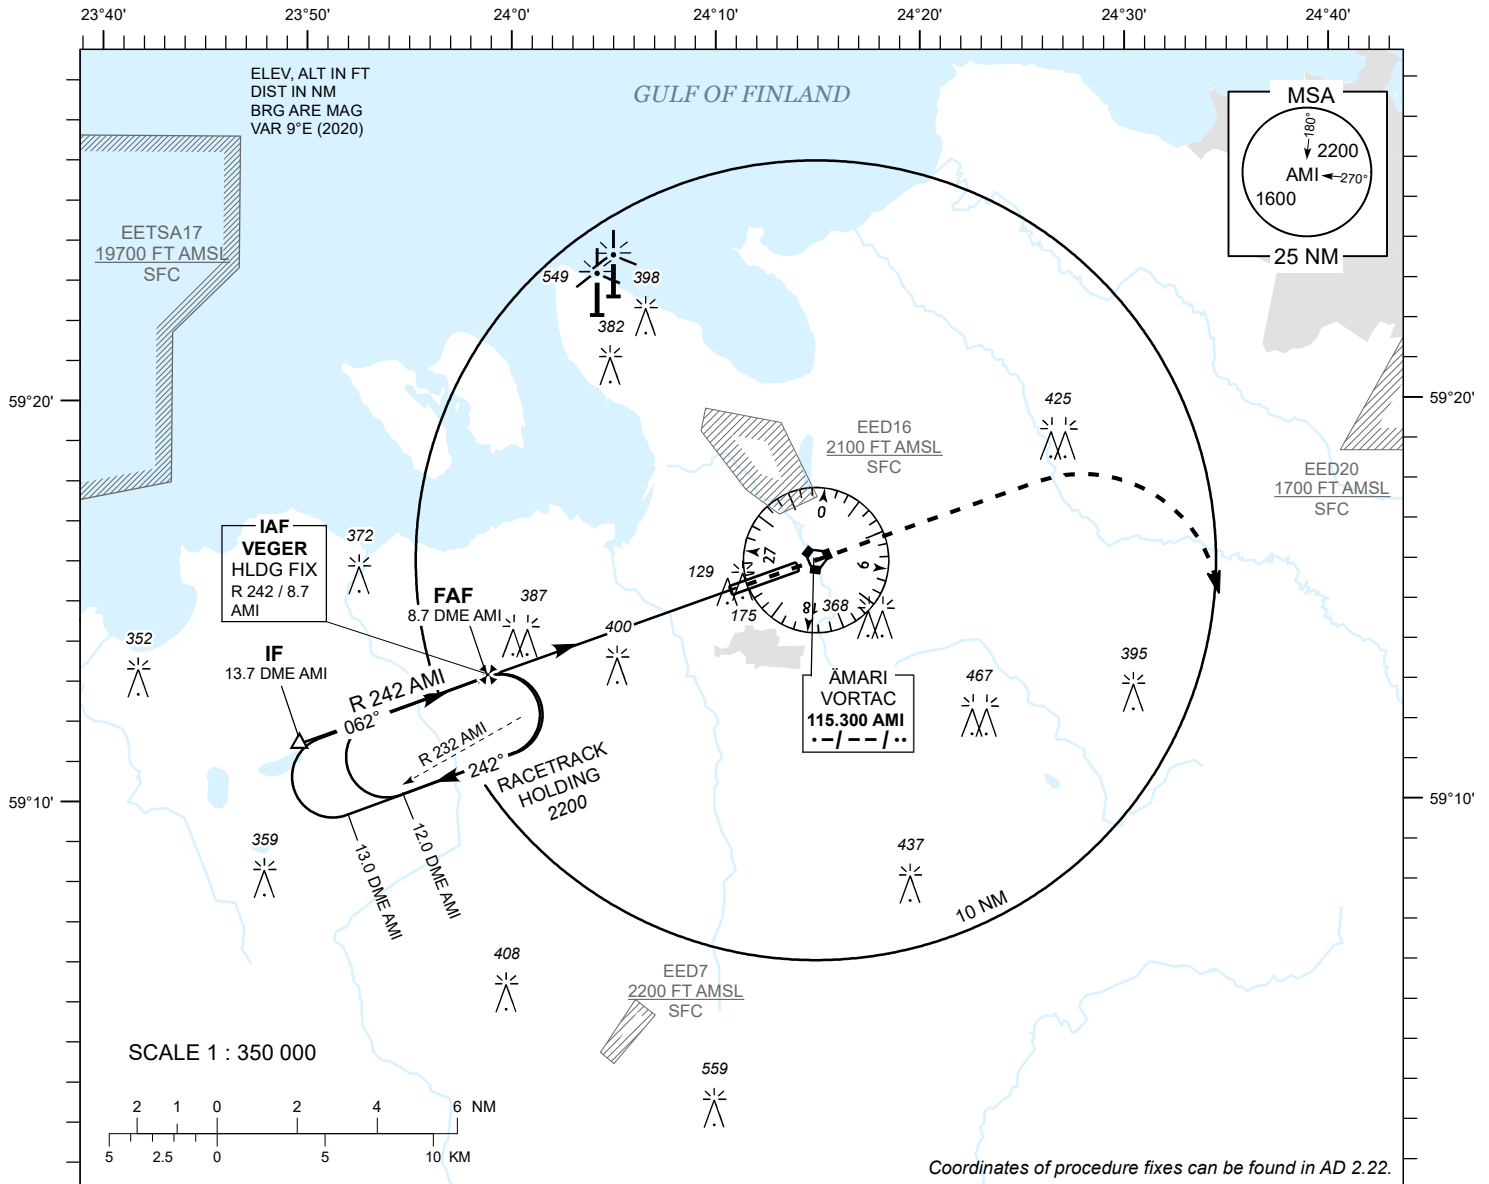 23°40'
23°50'
24°0'
24°10'
24°20'
24°30'
24°40'
ELEV, ALT IN FT
DIST IN NM
BRG ARE MAG
VAR 9°E (2020)
GULF OF FINLAND
MSA
180°
2200
AMI
270°
1600
25 NM
EETSA17
19700 FT AMSL
SFC
549
398
382
59°20'
59°20'
425
EED16
2100 FT AMSL
SFC
EED20
1700 FT AMSL
SFC
0
9
18
27
IAF
VEGER
HLDG FIX
R 242 / 8.7
AMI
372
FAF
8.7 DME AMI
387
129
175
368
400
352
IF
13.7 DME AMI
R 242 AMI
062°
R 232 AMI
242°
RACETRACK
HOLDING
2200
ÄMARI
VORTAC
115.300 AMI
467
395
59°10'
59°10'
13.0 DME AMI
12.0 DME AMI
359
437
10 NM
408
EED7
2200 FT AMSL
SFC
559
SCALE 1 : 350 000
2 1 0 2 4 6 NM
5 2.5 0 5 10 KM
Coordinates of procedure fixes can be found in AD 2.22.